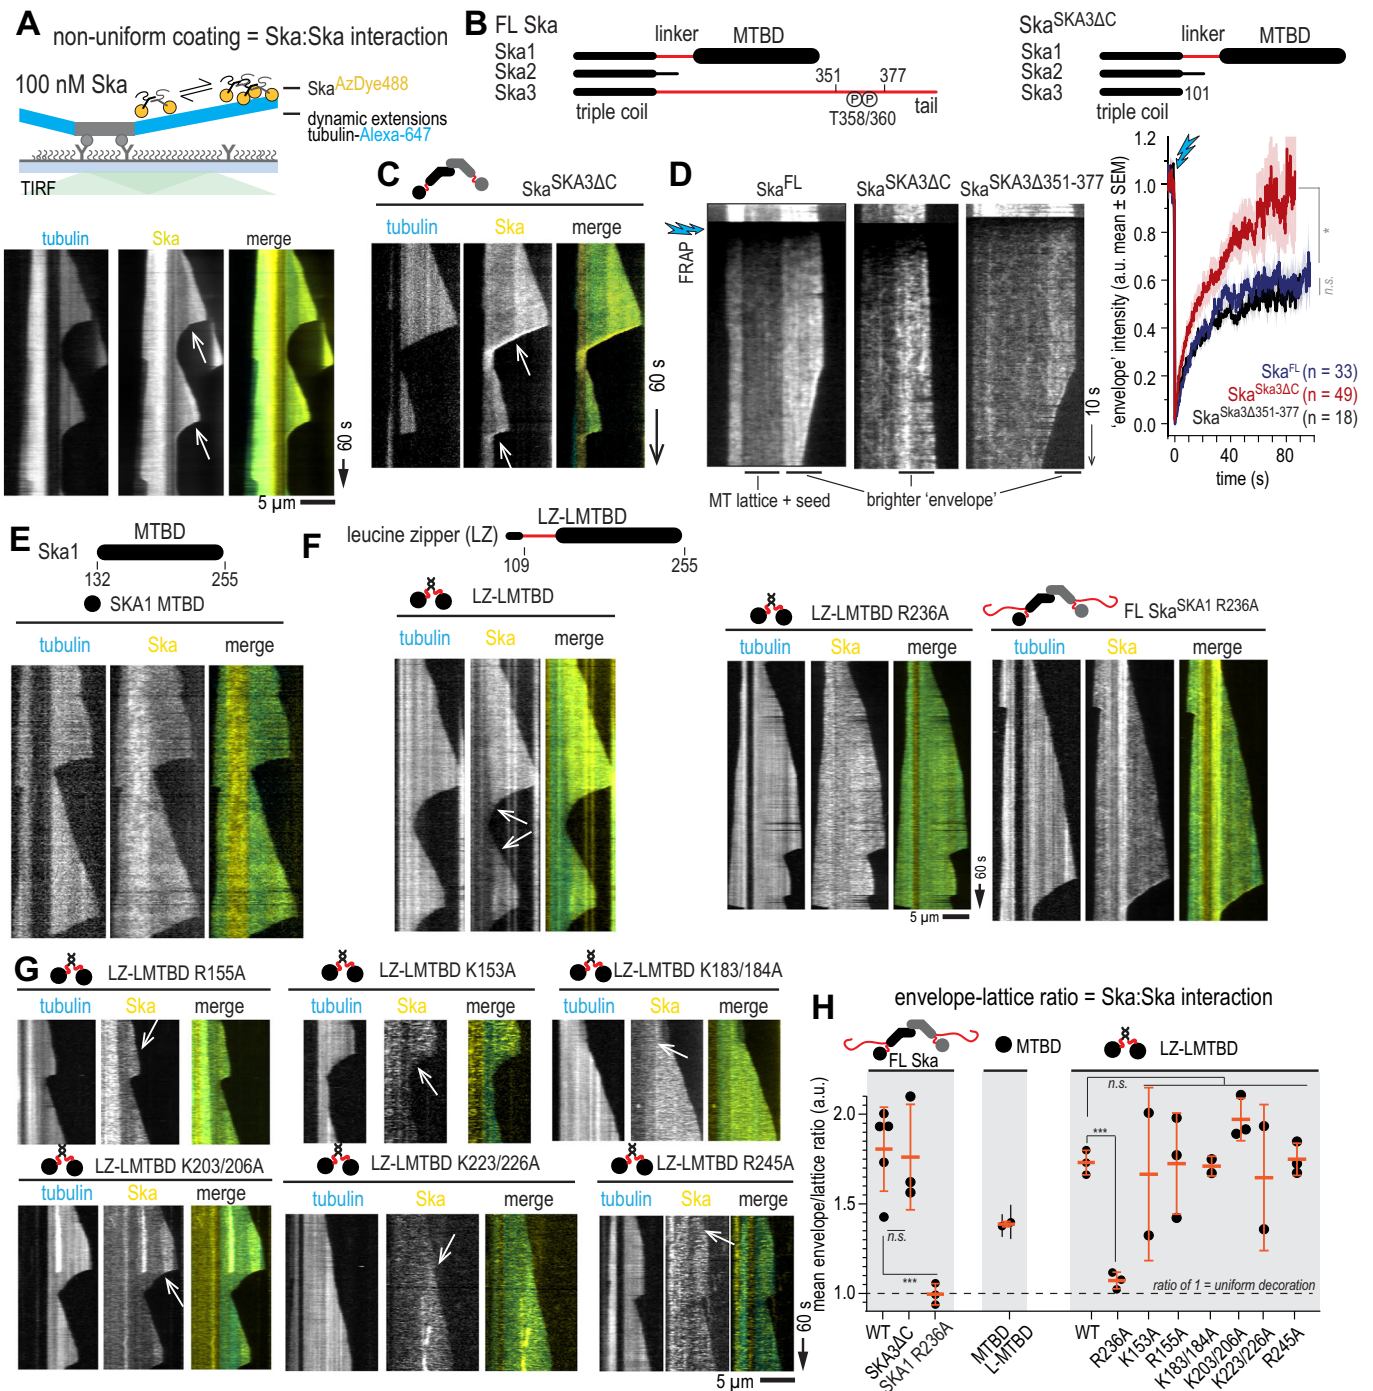 A
non-uniform coating = Ska:Ska interaction
100 nM Ska
SkaAzDye488
dynamic extensions
tubulin-Alexa-647
TIRF
tubulin
Ska
merge
60 s
5 µm
B
FL Ska
linker
MTBD
Ska1
Ska2
Ska3
351
377
P P
T358/360
tail
triple coil
SkaSKA3ΔC
linker
MTBD
Ska1
Ska2
Ska3
101
triple coil
C
SkaSKA3ΔC
tubulin
Ska
merge
60 s
D
SkaFL
SkaSKA3ΔC
SkaSKA3Δ351-377
FRAP
10 s
MT lattice + seed
brighter ‘envelope’
‘envelope’ intensity (a.u. mean ± SEM)
1.2
1.0
0.8
0.6
0.4
0.2
0.0
*
n.s.
SkaFL (n = 33)
SkaSka3ΔC (n = 49)
SkaSka3Δ351-377 (n = 18)
0
40
80
time (s)
E
MTBD
Ska1
132
255
SKA1 MTBD
tubulin
Ska
merge
F
leucine zipper (LZ)
LZ-LMTBD
109
255
LZ-LMTBD
tubulin
Ska
merge
LZ-LMTBD R236A
tubulin
Ska
merge
60 s
5 µm
FL SkaSKA1 R236A
tubulin
Ska
merge
G
LZ-LMTBD R155A
tubulin
Ska
merge
LZ-LMTBD K153A
tubulin
Ska
merge
LZ-LMTBD K183/184A
tubulin
Ska
merge
LZ-LMTBD K203/206A
tubulin
Ska
merge
LZ-LMTBD K223/226A
tubulin
Ska
merge
LZ-LMTBD R245A
tubulin
Ska
merge
60 s
5 µm
H
envelope-lattice ratio = Ska:Ska interaction
FL Ska
MTBD
LZ-LMTBD
mean envelope/lattice ratio (a.u.)
2.0
1.5
1.0
n.s.
***
n.s.
***
ratio of 1 = uniform decoration
WT
SKA3ΔC
SKA1 R236A
MTBD
L-MTBD
WT
R236A
K153A
R155A
K183/184A
K203/206A
K223/226A
R245A